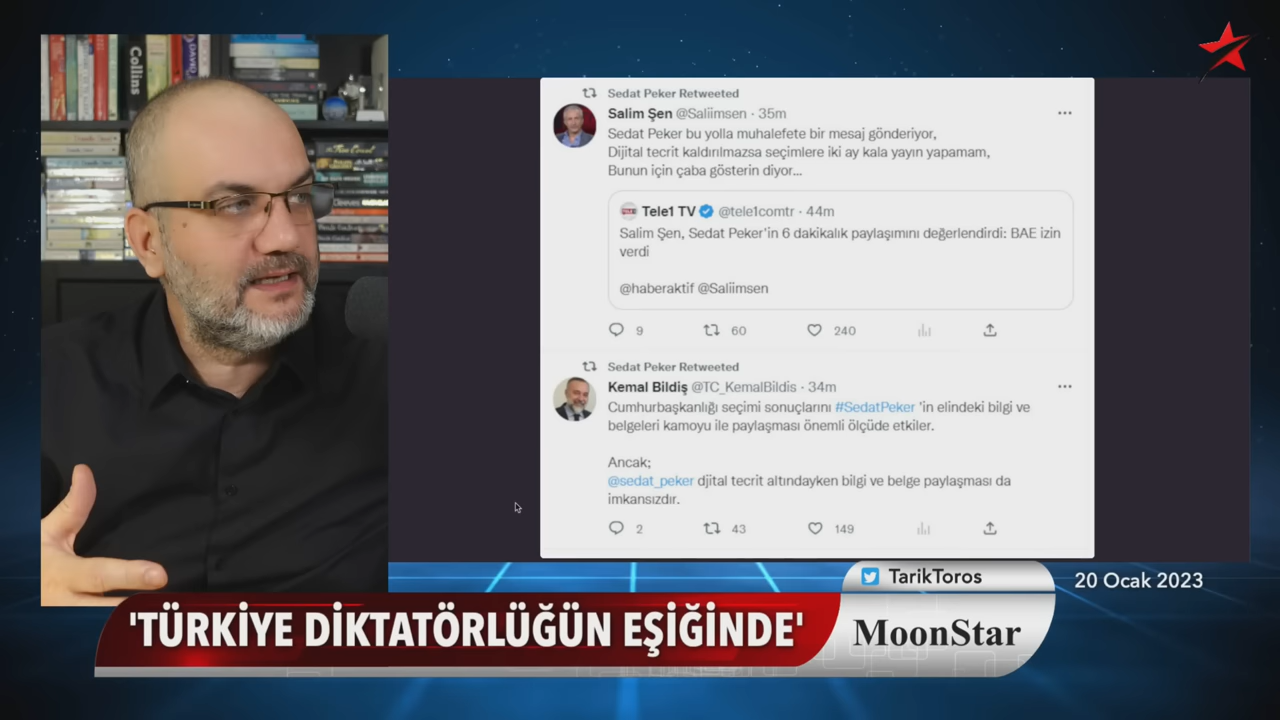 Collins
DAVID
Sedat Peker Retweeted
Salim Şen @Saliimsen · 35m
Sedat Peker bu yolla muhalefete bir mesaj gönderiyor,
Dijital tecrit kaldırılmazsa seçimlere iki ay kala yayın yapamam,
Bunun için çaba gösterin diyor...
Tele1 TV @tele1comtr · 44m
Salim Şen, Sedat Peker'in 6 dakikalık paylaşımını değerlendirdi: BAE izin
verdi
@haberaktif @Saliimsen
9 60 240
Sedat Peker Retweeted
Kemal Bildiş @TC_KemalBildis · 34m
Cumhurbaşkanlığı seçimi sonuçlarını #SedatPeker 'in elindeki bilgi ve
belgeleri kamoyu ile paylaşması önemli ölçüde etkiler.
Ancak;
@sedat_peker djital tecrit altındayken bilgi ve belge paylaşması da
imkansızdır.
2 43 149
TarikToros
20 Ocak 2023
'TÜRKİYE DİKTATÖRLÜĞÜN EŞİĞİNDE'
MoonStar